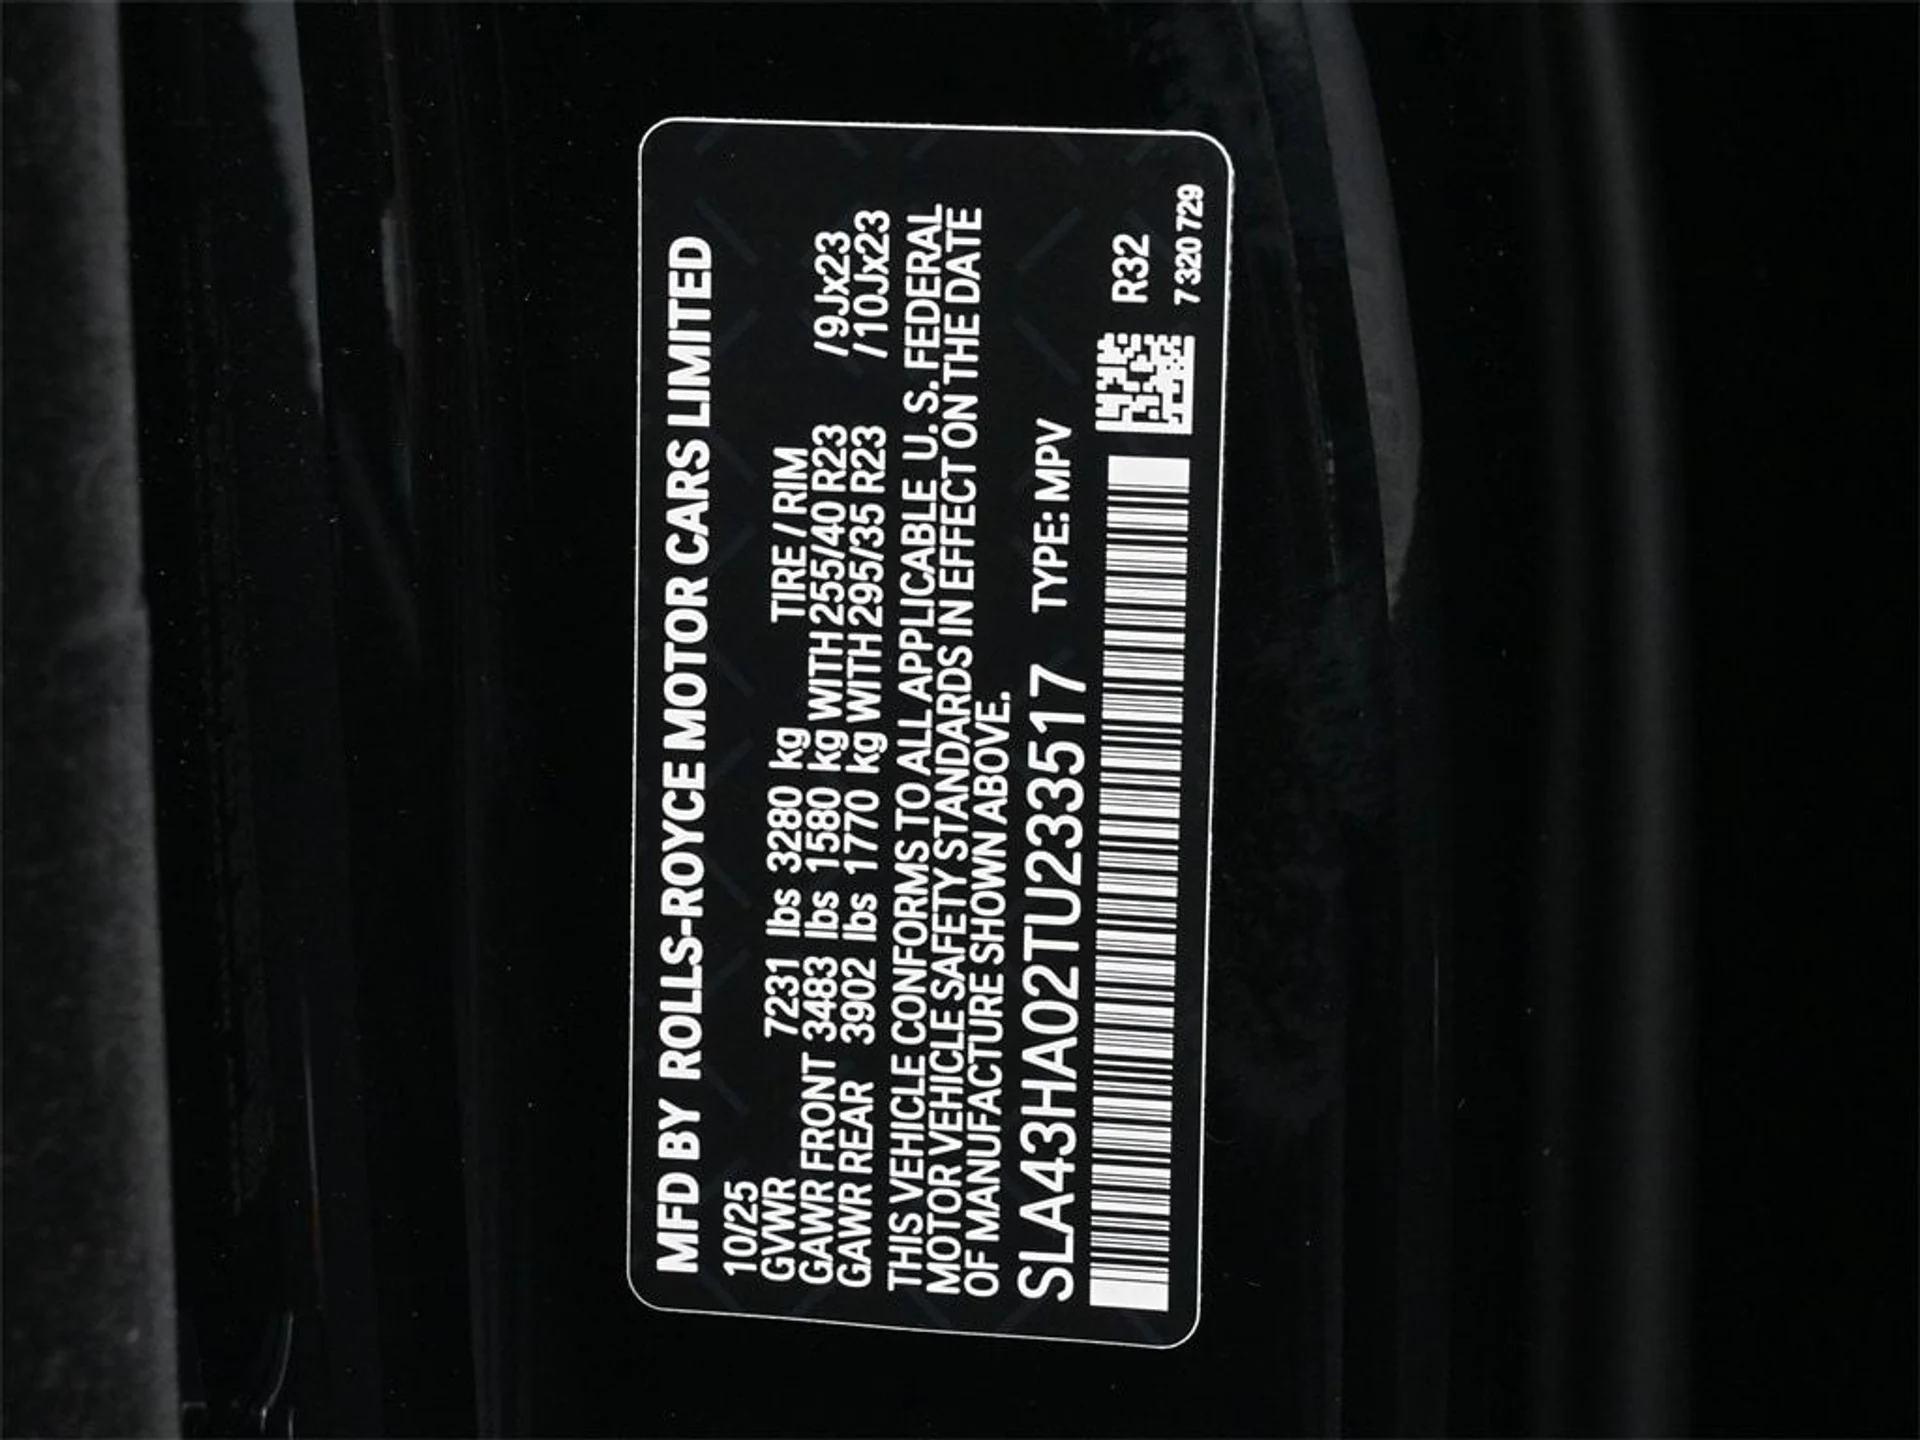 MFD BY ROLLS-ROYCE MOTOR CARS LIMITED
10/25
GVWR 7231 lbs 3280 kg TIRE / RIM
GAWR FRONT 3483 lbs 1580 kg WITH 255/40 R23 /9Jx23
GAWR REAR 3902 lbs 1770 kg WITH 295/35 R23 /10Jx23
THIS VEHICLE CONFORMS TO ALL APPLICABLE U.S. FEDERAL
MOTOR VEHICLE SAFETY STANDARDS IN EFFECT ON THE DATE
OF MANUFACTURE SHOWN ABOVE.
SLA43HA02TU233517 TYPE: MPV
R32
7 320 729